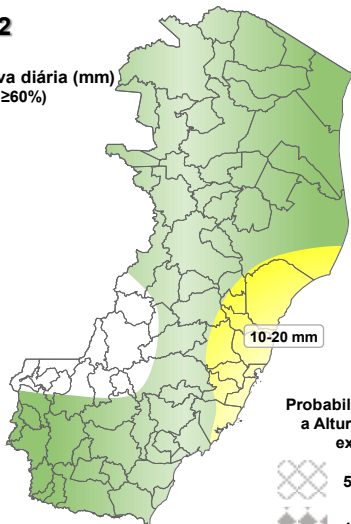 2
va diária (mm)
≥60%)
10-20 mm
Probabil
a Altur
ex
5